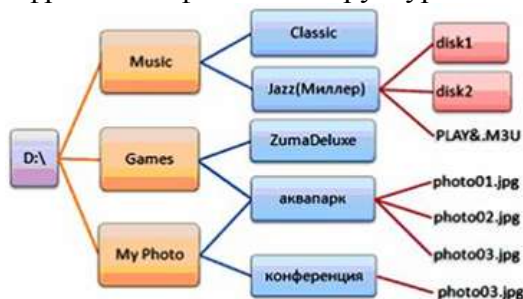 D:\
Music
Games
My Photo
Classic
Jazz(Миллер)
ZumaDeluxe
аквапарк
конференция
disk1
disk2
PLAY&.M3U
photo01.jpg
photo02.jpg
photo03.jpg
photo03.jpg